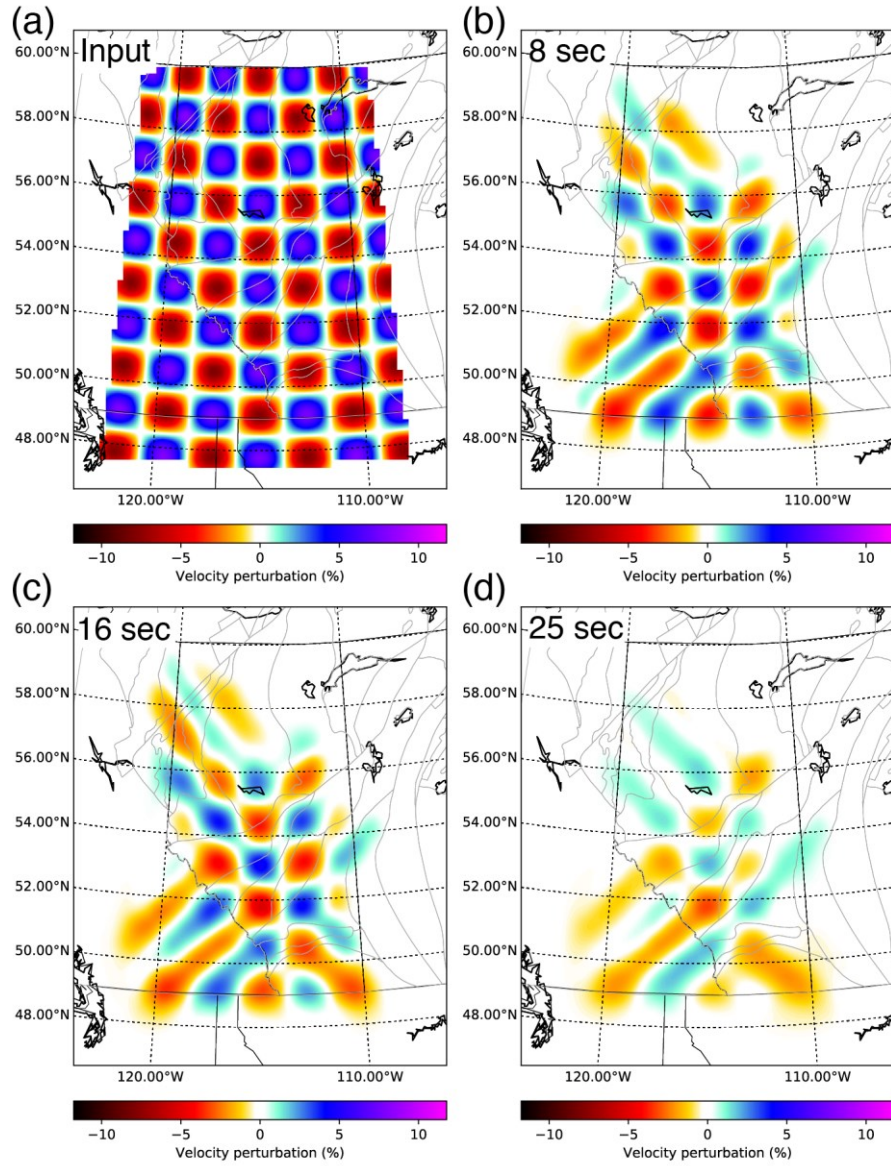 (a)
(b)
Input
8 sec
60.00°N
58.00°N
56.00°N
54.00°N
52.00°N
50.00°N
48.00°N
120.00°W
110.00°W
60.00°N
58.00°N
56.00°N
54.00°N
52.00°N
50.00°N
48.00°N
120.00°W
110.00°W
−10 −5 0 5 10
Velocity perturbation (%)
−10 −5 0 5 10
Velocity perturbation (%)
(c)
(d)
16 sec
25 sec
60.00°N
58.00°N
56.00°N
54.00°N
52.00°N
50.00°N
48.00°N
120.00°W
110.00°W
60.00°N
58.00°N
56.00°N
54.00°N
52.00°N
50.00°N
48.00°N
120.00°W
110.00°W
−10 −5 0 5 10
Velocity perturbation (%)
−10 −5 0 5 10
Velocity perturbation (%)